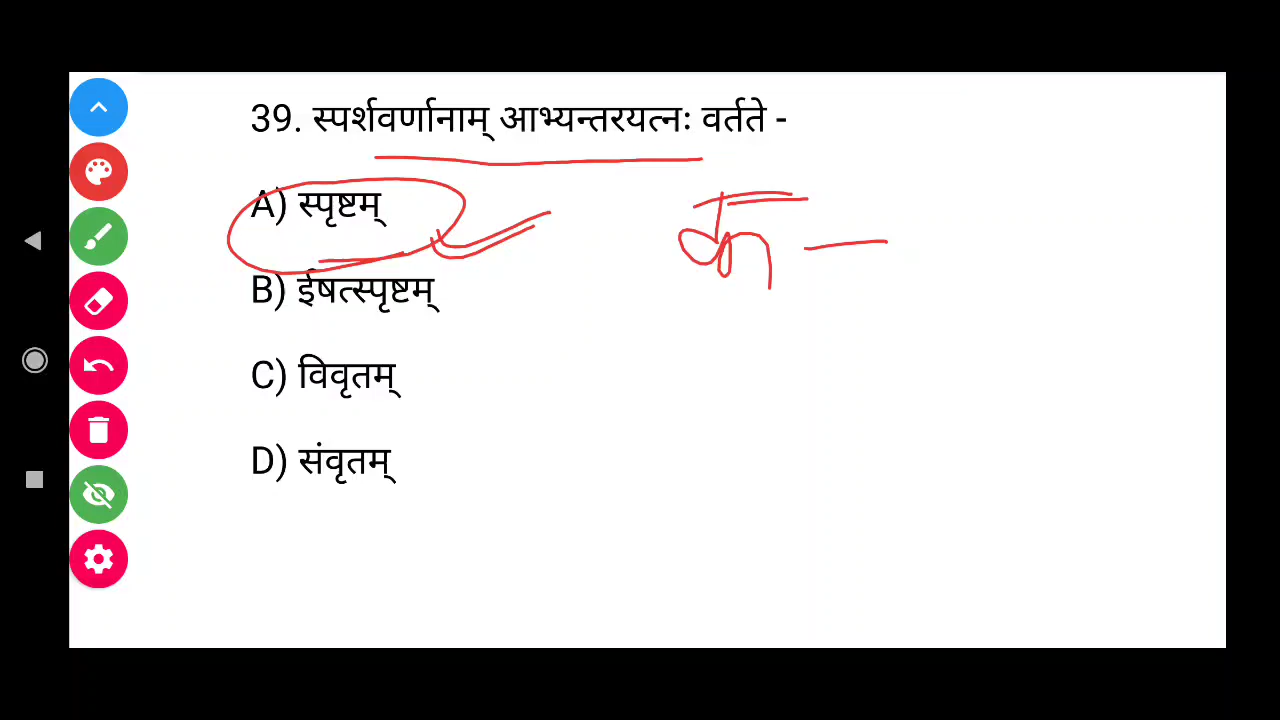 39. स्पर्शवर्णानाम् आभ्यन्तरयत्नः वर्तते -
A) स्पृष्टम्
क —
B) ईषत्स्पृष्टम्
C) विवृतम्
D) संवृतम्